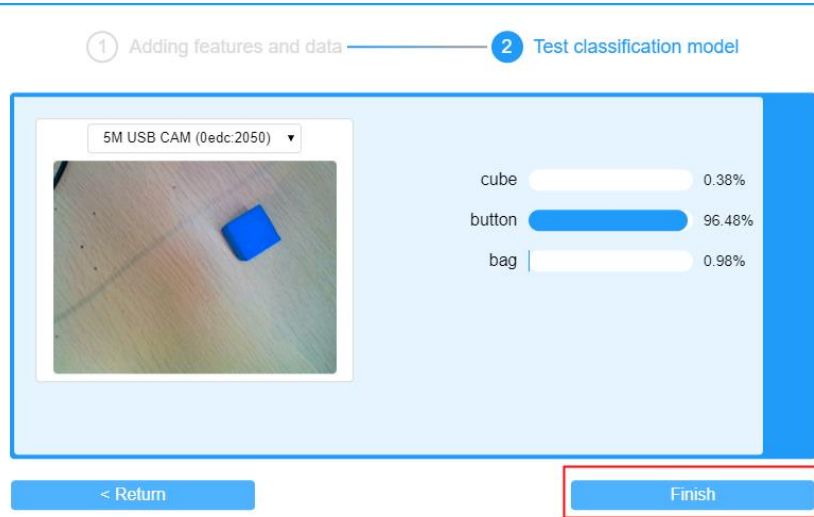 1 Adding features and data 2 Test classification model
5M USB CAM (0edc:2050)
cube 0.38%
button 96.48%
bag 0.98%
< Return Finish